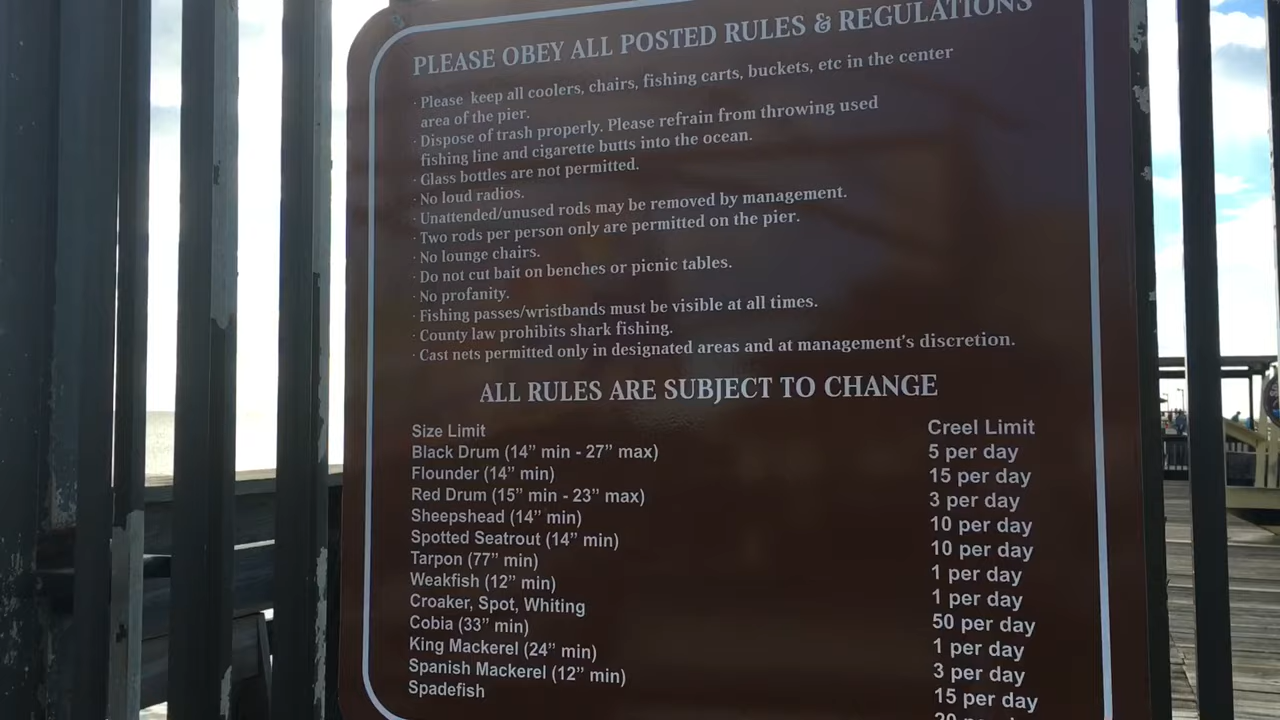 PLEASE OBEY ALL POSTED RULES & REGULATIONS
· Please keep all coolers, chairs, fishing carts, buckets, etc in the center
area of the pier.
· Dispose of trash properly. Please refrain from throwing used
fishing line and cigarette butts into the ocean.
· Glass bottles are not permitted.
· No loud radios.
· Unattended/unused rods may be removed by management.
· Two rods per person only are permitted on the pier.
· No lounge chairs.
· Do not cut bait on benches or picnic tables.
· No profanity.
· Fishing passes/wristbands must be visible at all times.
· County law prohibits shark fishing.
· Cast nets permitted only in designated areas and at management's discretion.
ALL RULES ARE SUBJECT TO CHANGE
Size Limit Creel Limit
Black Drum (14” min - 27” max) 5 per day
Flounder (14” min) 15 per day
Red Drum (15” min - 23” max) 3 per day
Sheepshead (14” min) 10 per day
Spotted Seatrout (14” min) 10 per day
Tarpon (77” min) 1 per day
Weakfish (12” min) 1 per day
Croaker, Spot, Whiting 50 per day
Cobia (33” min) 1 per day
King Mackerel (24” min) 3 per day
Spanish Mackerel (12” min) 15 per day
Spadefish